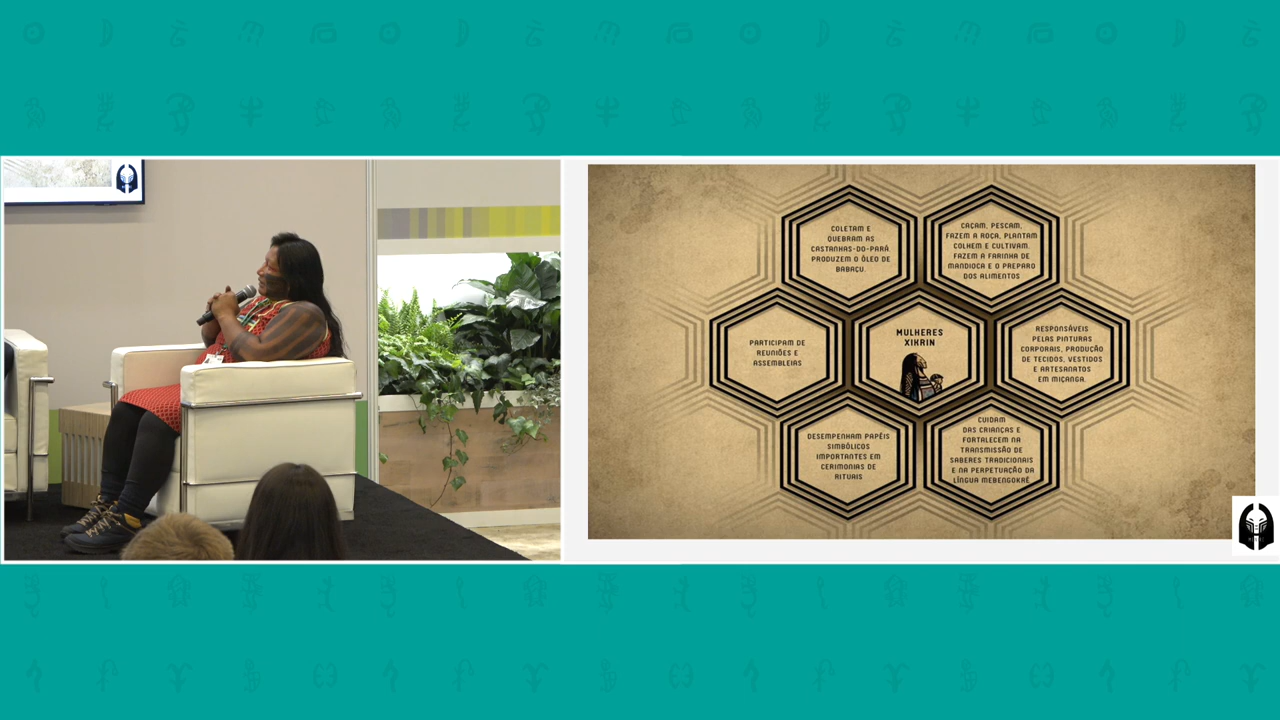 COLETAM E
QUEBRAM AS
CASTANHAS-DO-PARÁ.
PRODUZEM O ÓLEO DE
BABAÇU.
CAÇAM, PESCAM,
FAZEM A ROÇA, PLANTAM
COLHEM E CULTIVAM.
FAZEM A FARINHA DE
MANDIOCA E O PREPARO
DOS ALIMENTOS
PARTICIPAM DE
REUNIÕES E
ASSEMBLEIAS
MULHERES
XIKRIN
RESPONSÁVEIS
PELAS PINTURAS
CORPORAIS, PRODUÇÃO
DE TECIDOS, VESTIDOS
E ARTESANATOS
EM MIÇANGA.
DESEMPENHAM PAPÉIS
SIMBÓLICOS
IMPORTANTES EM
CERIMONIAS DE
RITUAIS
CUIDAM
DAS CRIANÇAS E
FORTALECEM NA
TRANSMISSÃO DE
SABERES TRADICIONAIS
E NA PERPETUAÇÃO DA
LÍNGUA MEBENGOKRÊ